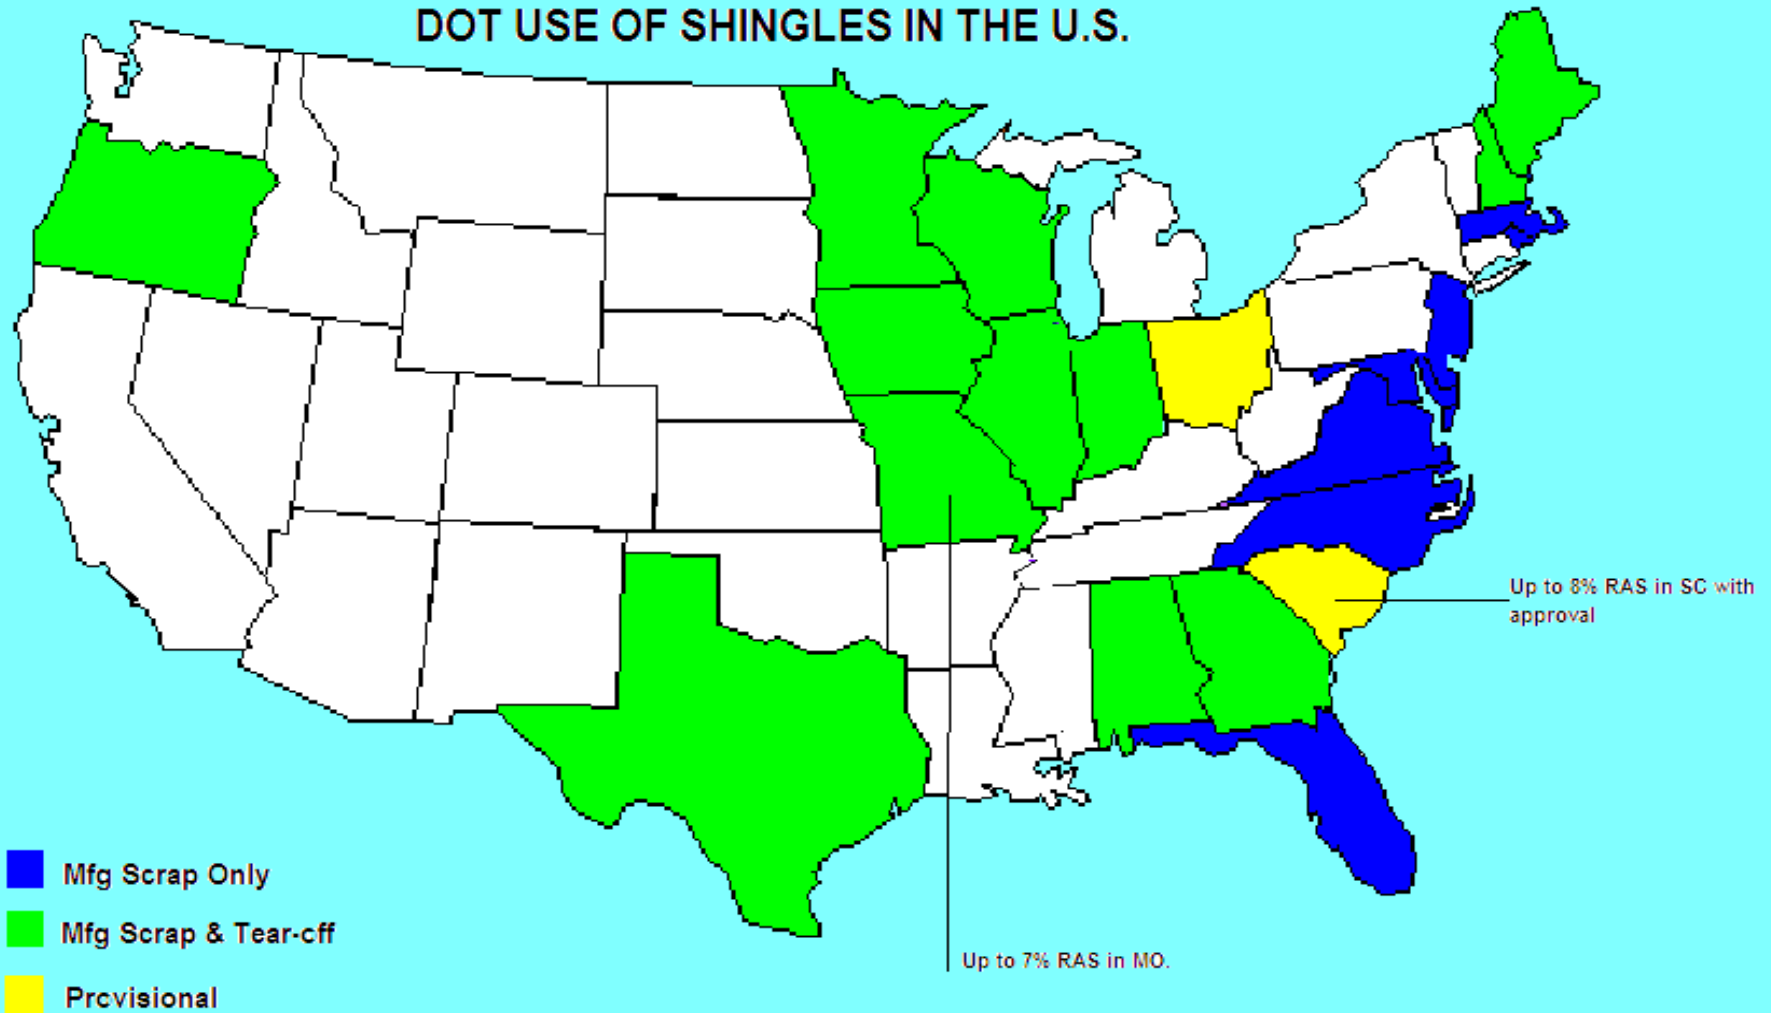 DOT USE OF SHINGLES IN THE U.S.
Up to 8% RAS in SC with
approval
Mfg Scrap Only
Mfg Scrap & Tear-cff
Up to 7% RAS in MO.
Prcvisional